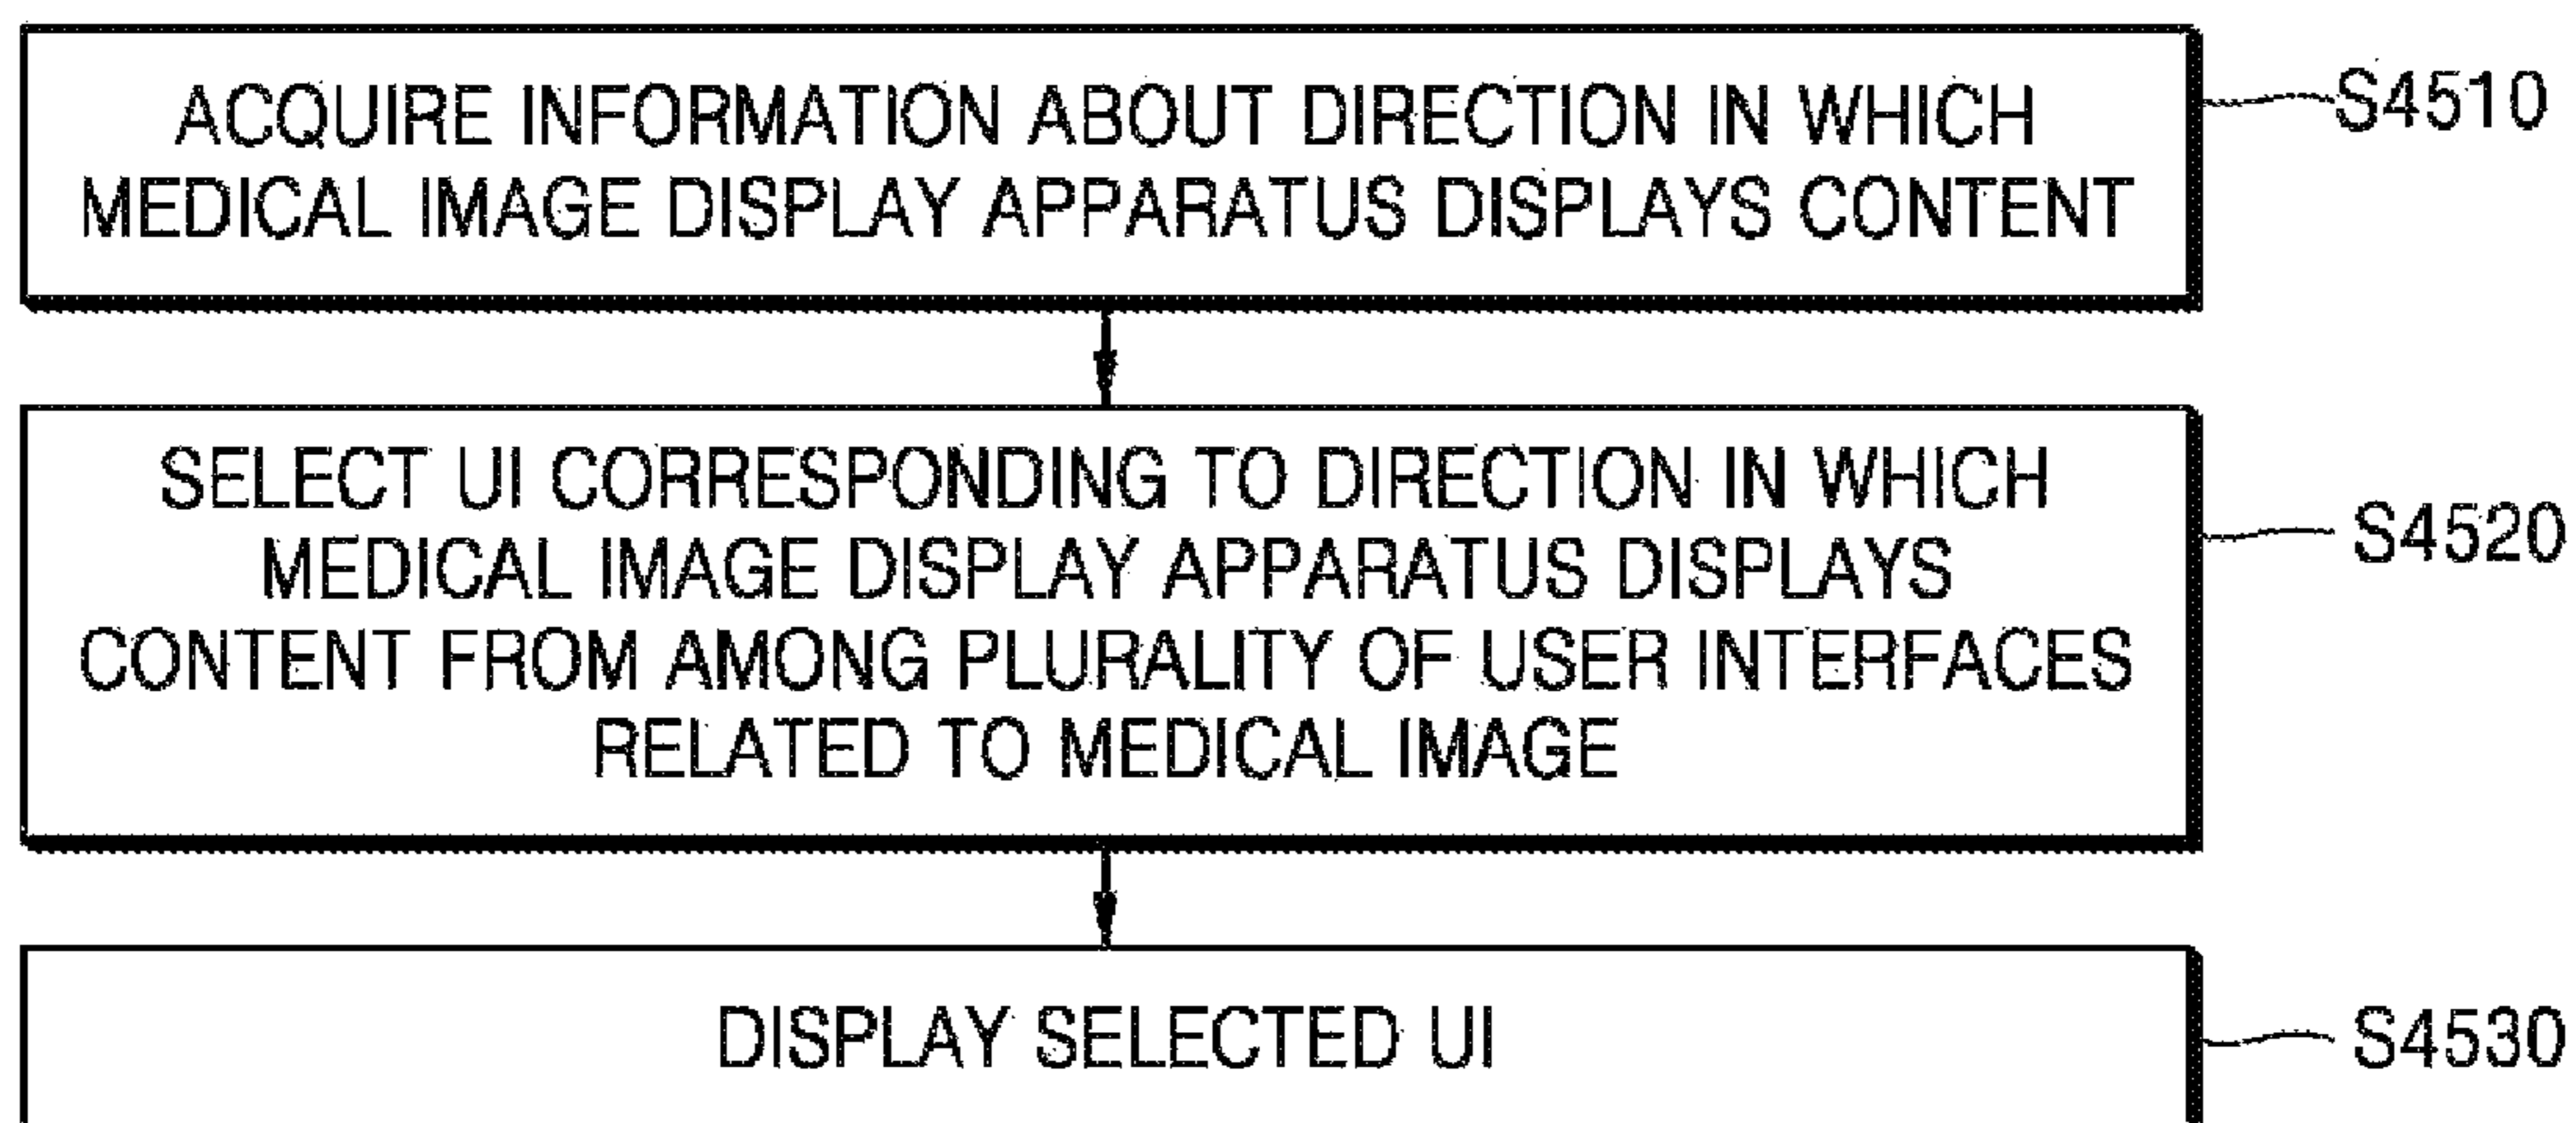 ACQUIRE INFORMATION ABOUT DIRECTION IN WHICH
MEDICAL IMAGE DISPLAY APPARATUS DISPLAYS CONTENT
S4510
SELECT UI CORRESPONDING TO DIRECTION IN WHICH
MEDICAL IMAGE DISPLAY APPARATUS DISPLAYS
CONTENT FROM AMONG PLURALITY OF USER INTERFACES
RELATED TO MEDICAL IMAGE
S4520
DISPLAY SELECTED UI
S4530